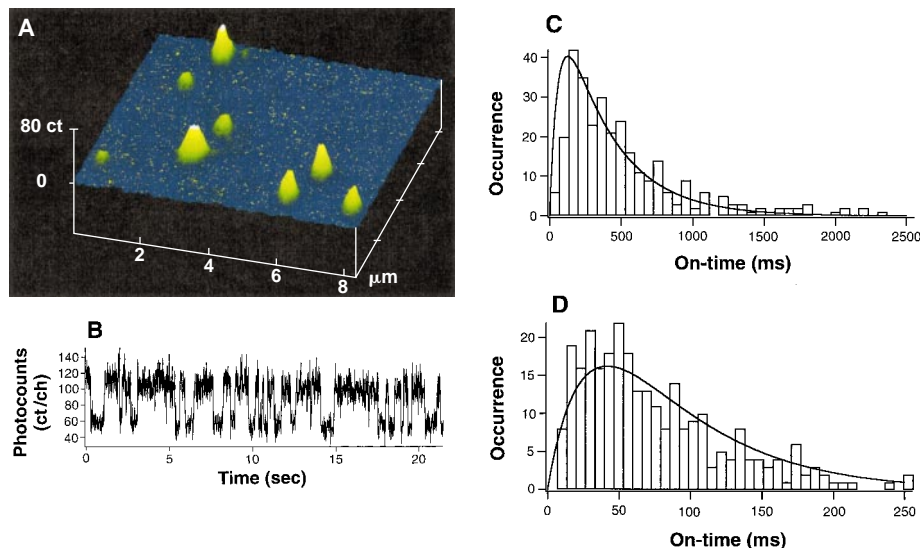 A
80 ct
0
2
4
6
8
μm
B
Photocounts
(ct /ch)
140
120
100
80
60
40
0
5
10
15
20
Time (sec)
C
Occurrence
40
30
20
10
0
0
500
1000
1500
2000
2500
On-time (ms)
D
Occurrence
20
15
10
5
0
0
50
100
150
200
250
On-time (ms)